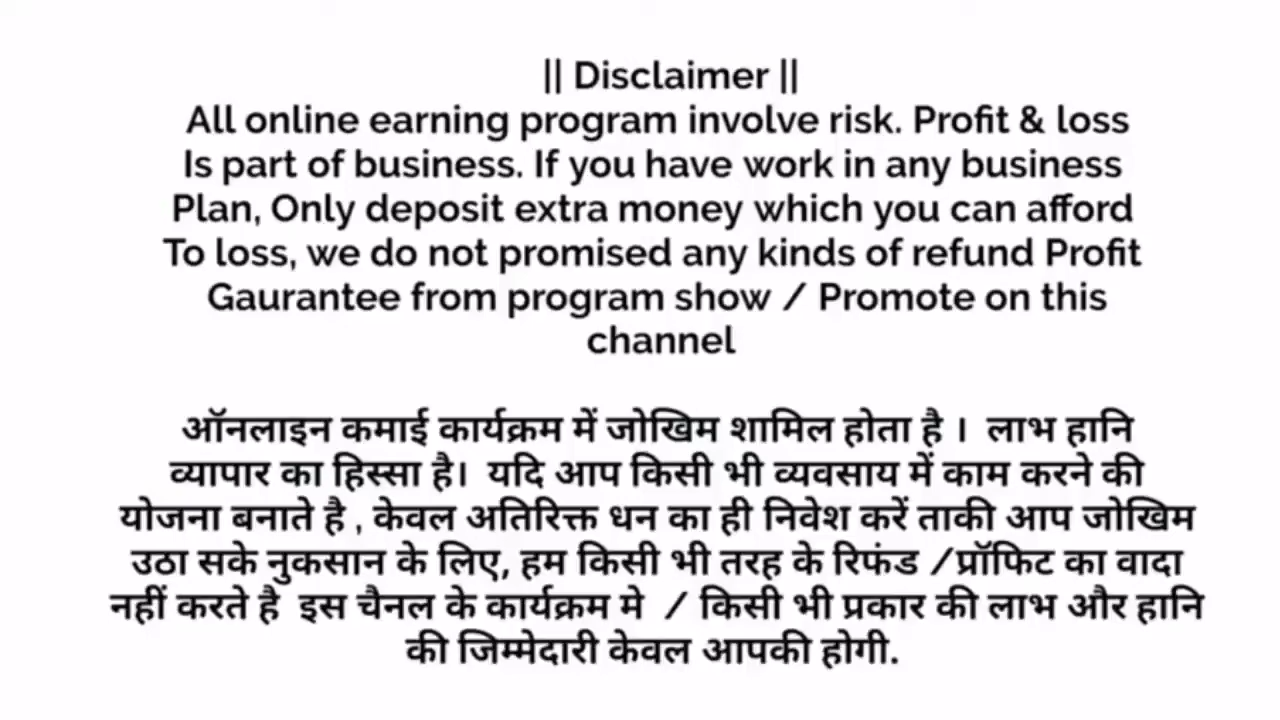 || Disclaimer ||
All online earning program involve risk. Profit & loss
Is part of business. If you have work in any business
Plan, Only deposit extra money which you can afford
To loss, we do not promised any kinds of refund Profit
Gaurantee from program show / Promote on this
channel
ऑनलाइन कमाई कार्यक्रम में जोखिम शामिल होता है । लाभ हानि
व्यापार का हिस्सा है। यदि आप किसी भी व्यवसाय में काम करने की
योजना बनाते है , केवल अतिरिक्त धन का ही निवेश करें ताकी आप जोखिम
उठा सके नुकसान के लिए, हम किसी भी तरह के रिफंड /प्रॉफिट का वादा
नहीं करते है इस चैनल के कार्यक्रम मे / किसी भी प्रकार की लाभ और हानि
की जिम्मेदारी केवल आपकी होगी.